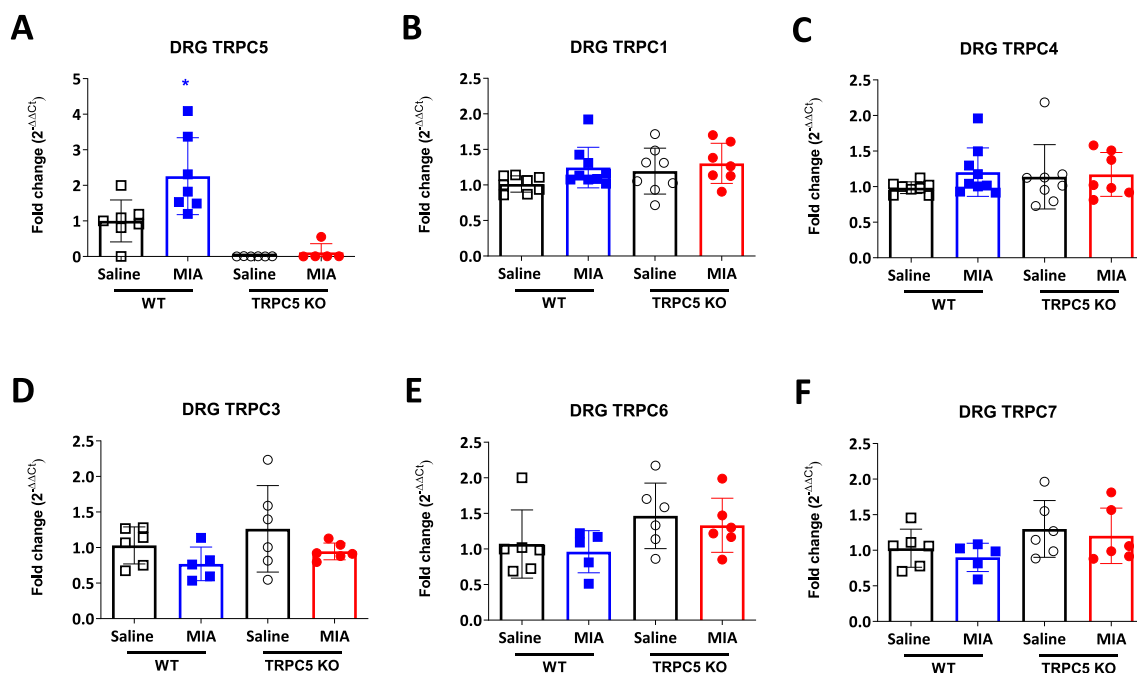 A
DRG TRPC5
Fold change (2-ΔΔCt)
5
4
3
2
1
0
*
Saline MIA Saline MIA
WT TRPC5 KO
B
DRG TRPC1
Fold change (2-ΔΔCt)
2.5
2.0
1.5
1.0
0.5
0.0
Saline MIA Saline MIA
WT TRPC5 KO
C
DRG TRPC4
Fold change (2-ΔΔCt)
2.5
2.0
1.5
1.0
0.5
0.0
Saline MIA Saline MIA
WT TRPC5 KO
D
DRG TRPC3
Fold change (2-ΔΔCt)
2.5
2.0
1.5
1.0
0.5
0.0
Saline MIA Saline MIA
WT TRPC5 KO
E
DRG TRPC6
Fold change (2-ΔΔCt)
2.5
2.0
1.5
1.0
0.5
0.0
Saline MIA Saline MIA
WT TRPC5 KO
F
DRG TRPC7
Fold change (2-ΔΔCt)
2.5
2.0
1.5
1.0
0.5
0.0
Saline MIA Saline MIA
WT TRPC5 KO